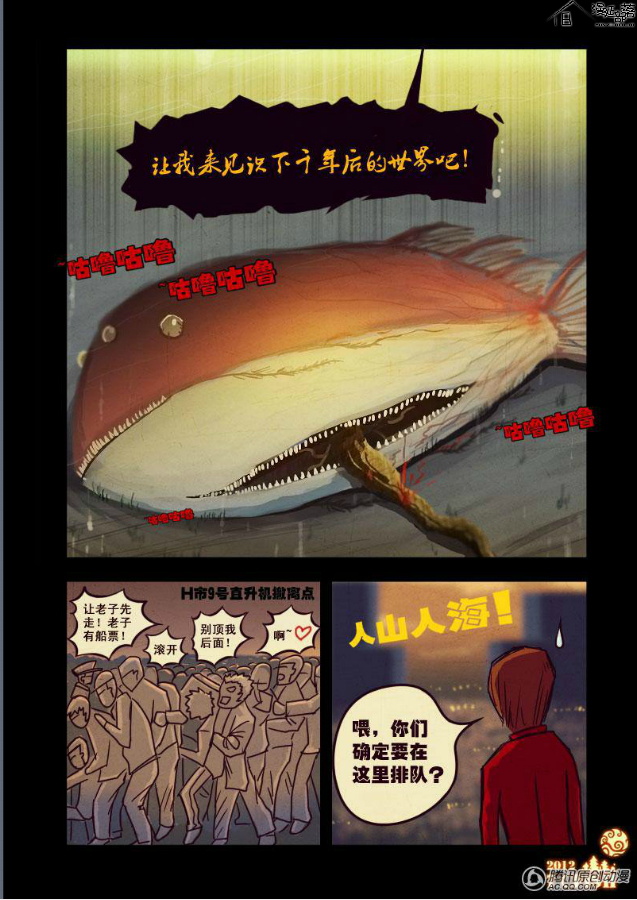 漫画部落
让我来见识下千年后的世界吧！
~咕噜咕噜
~咕噜咕噜
~咕噜咕噜
H市9号直升机撤离点
让老子先
走！老子
有船票！
滚开
别顶我
后面！
啊~♡
人山人海！
喂，你们
确定要在
这里排队？
2012
腾讯原创动漫
AC.QQ.COM